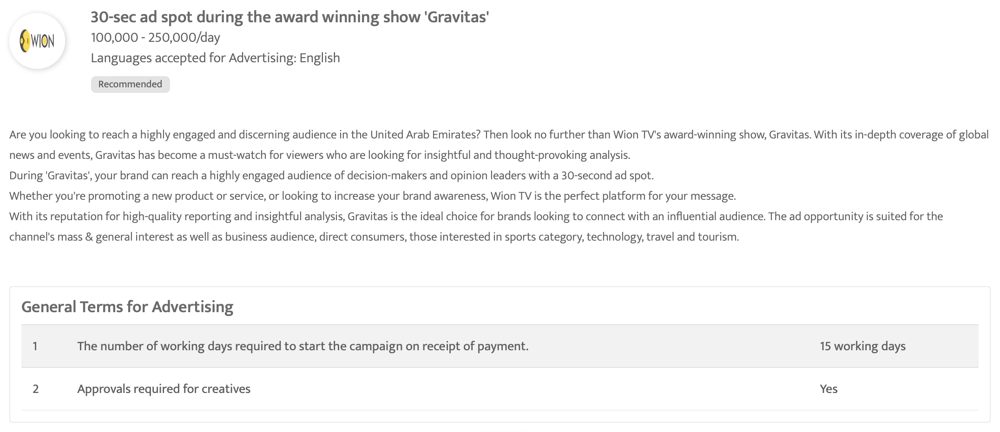 WION
30-sec ad spot during the award winning show 'Gravitas'
100,000 - 250,000/day
Languages accepted for Advertising: English
Recommended
Are you looking to reach a highly engaged and discerning audience in the United Arab Emirates? Then look no further than Wion TV's award-winning show, Gravitas. With its in-depth coverage of global
news and events, Gravitas has become a must-watch for viewers who are looking for insightful and thought-provoking analysis.
During 'Gravitas', your brand can reach a highly engaged audience of decision-makers and opinion leaders with a 30-second ad spot.
Whether you're promoting a new product or service, or looking to increase your brand awareness, Wion TV is the perfect platform for your message.
With its reputation for high-quality reporting and insightful analysis, Gravitas is the ideal choice for brands looking to connect with an influential audience. The ad opportunity is suited for the
channel's mass & general interest as well as business audience, direct consumers, those interested in sports category, technology, travel and tourism.
General Terms for Advertising
1 The number of working days required to start the campaign on receipt of payment. 15 working days
2 Approvals required for creatives Yes